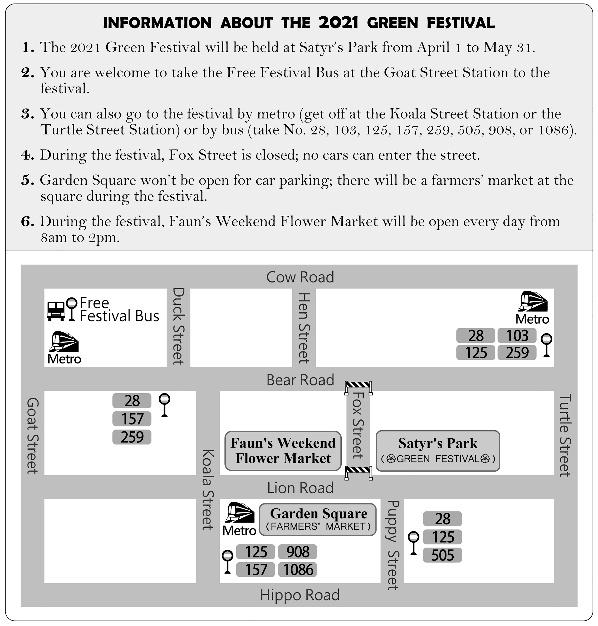 INFORMATION ABOUT THE 2021 GREEN FESTIVAL
1. The 2021 Green Festival will be held at Satyr's Park from April 1 to May 31.
2. You are welcome to take the Free Festival Bus at the Goat Street Station to the
festival.
3. You can also go to the festival by metro (get off at the Koala Street Station or the
Turtle Street Station) or by bus (take No. 28, 103, 125, 157, 259, 505, 908, or 1086).
4. During the festival, Fox Street is closed; no cars can enter the street.
5. Garden Square won't be open for car parking; there will be a farmers' market at the
square during the festival.
6. During the festival, Faun's Weekend Flower Market will be open every day from
8am to 2pm.
Cow Road
Free
Festival Bus
Metro
Duck Street
Hen Street
Metro
28 103
125 259
Bear Road
Goat Street
28
157
259
Koala Street
Faun's Weekend
Flower Market
Fox Street
Satyr's Park
(GREEN FESTIVAL)
Turtle Street
Lion Road
Metro
Garden Square
(FARMERS' MARKET)
125 908
157 1086
Puppy Street
28
125
505
Hippo Road